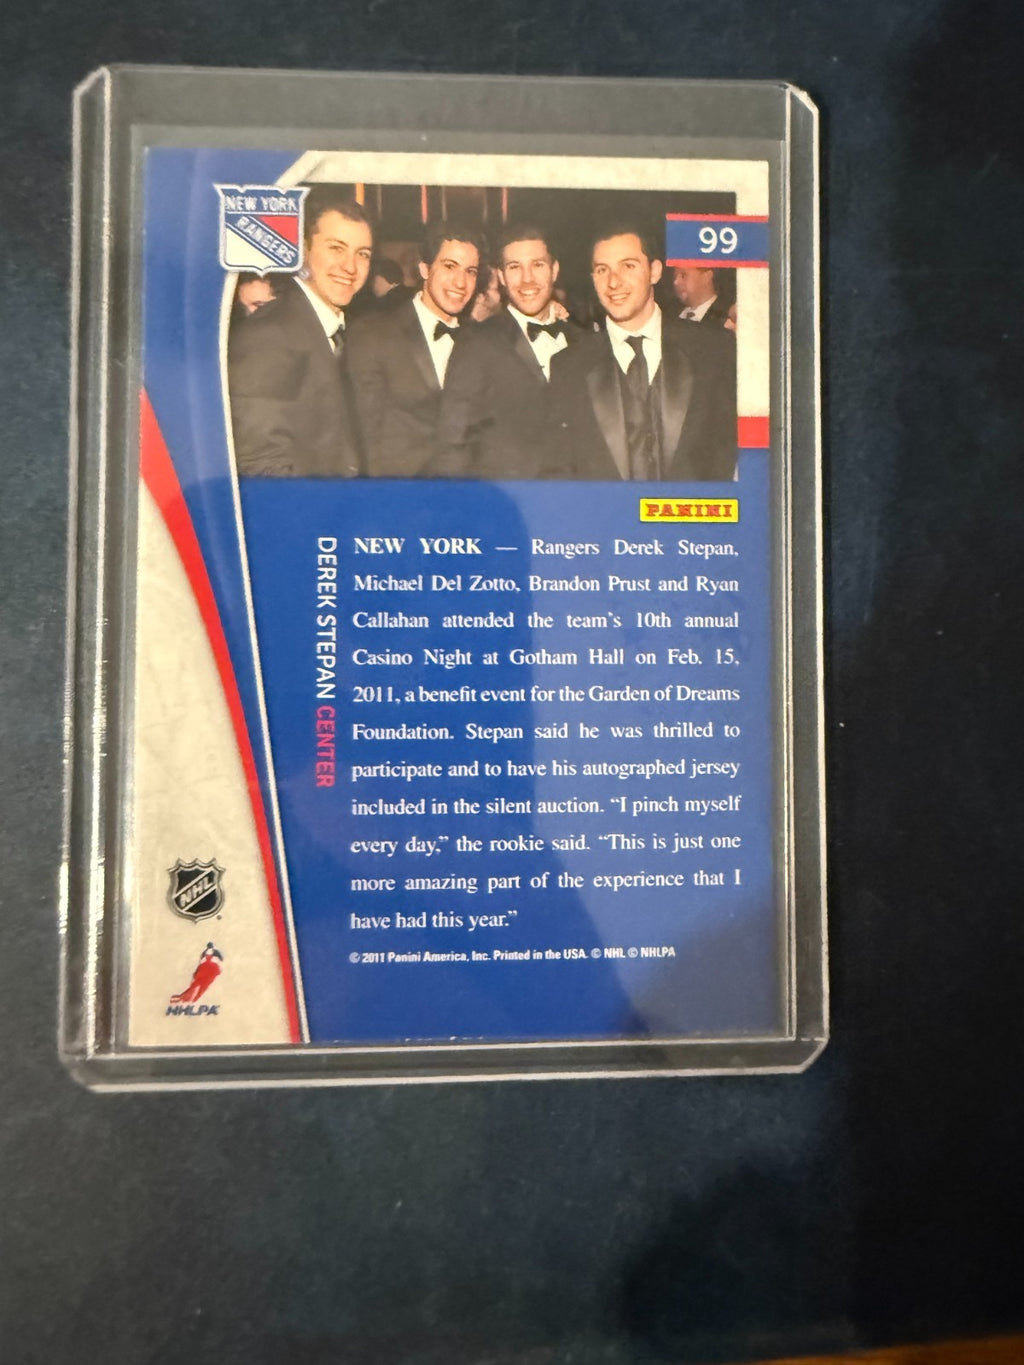 NEW YORK
RANGERS
99
PANINI
DEREK STEPAN CENTER
NEW YORK — Rangers Derek Stepan,
Michael Del Zotto, Brandon Prust and Ryan
Callahan attended the team's 10th annual
Casino Night at Gotham Hall on Feb. 15,
2011, a benefit event for the Garden of Dreams
Foundation. Stepan said he was thrilled to
participate and to have his autographed jersey
included in the silent auction. “I pinch myself
every day,” the rookie said. “This is just one
more amazing part of the experience that I
have had this year.”
© 2011 Panini America, Inc. Printed in the USA. © NHL © NHLPA
NHL
NHLPA